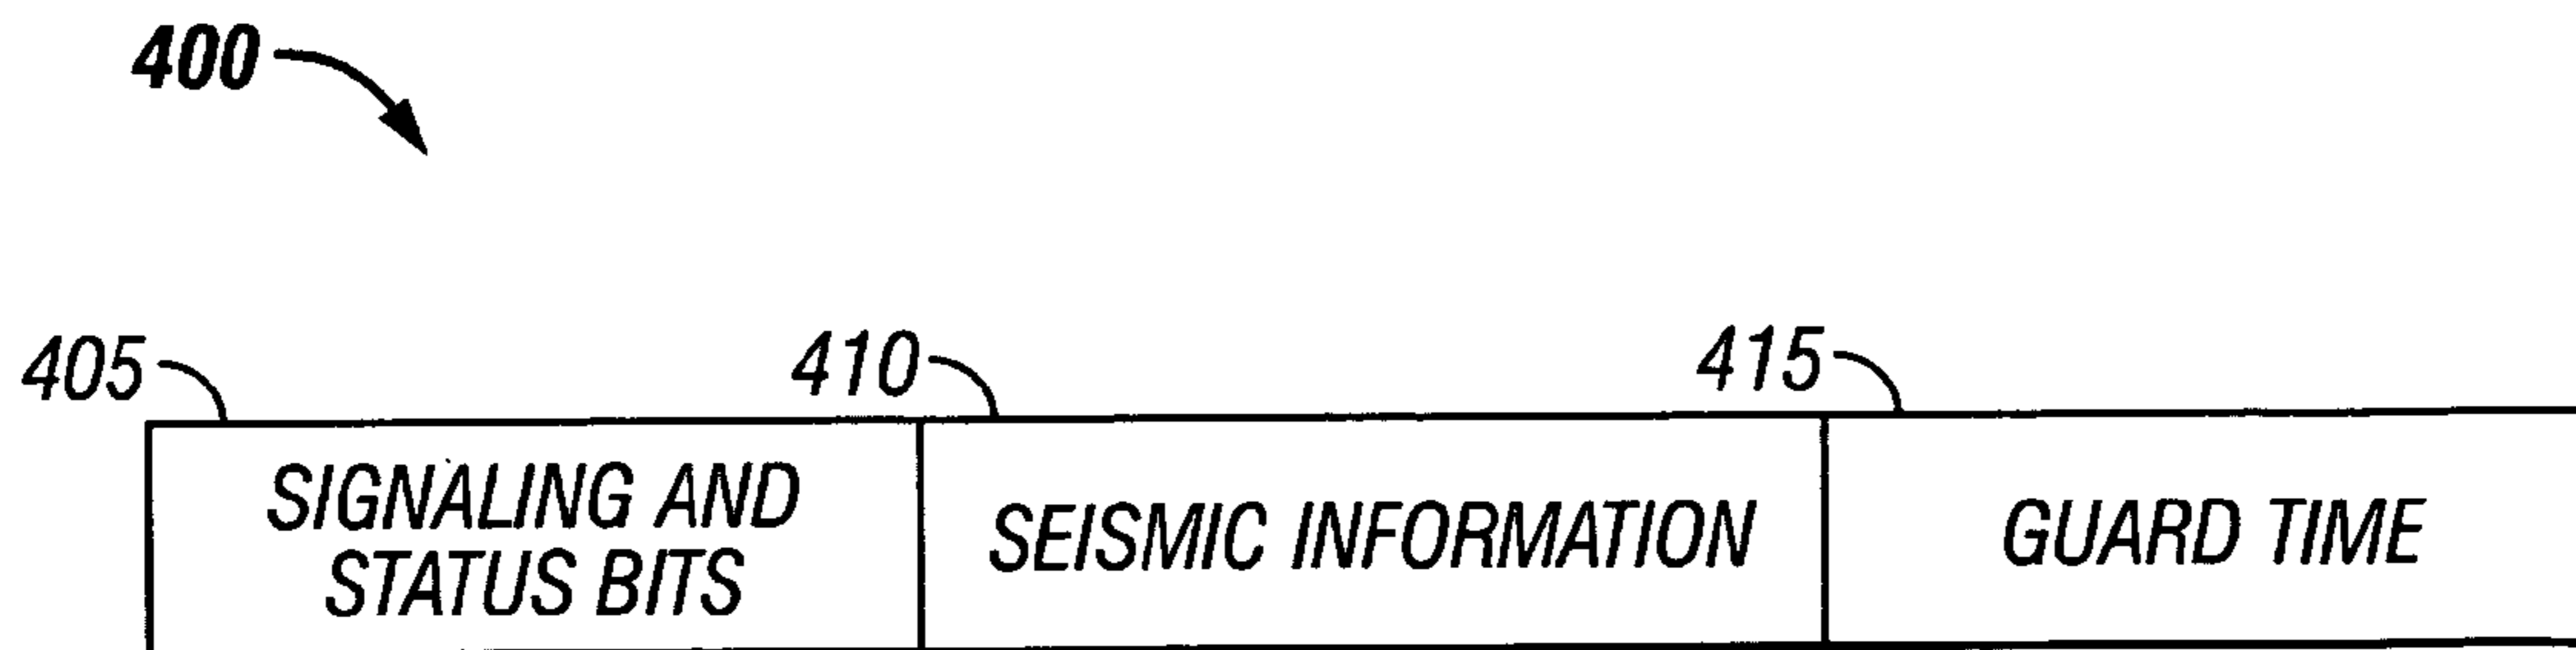 400
405
410
415
SIGNALING AND
STATUS BITS
SEISMIC INFORMATION
GUARD TIME